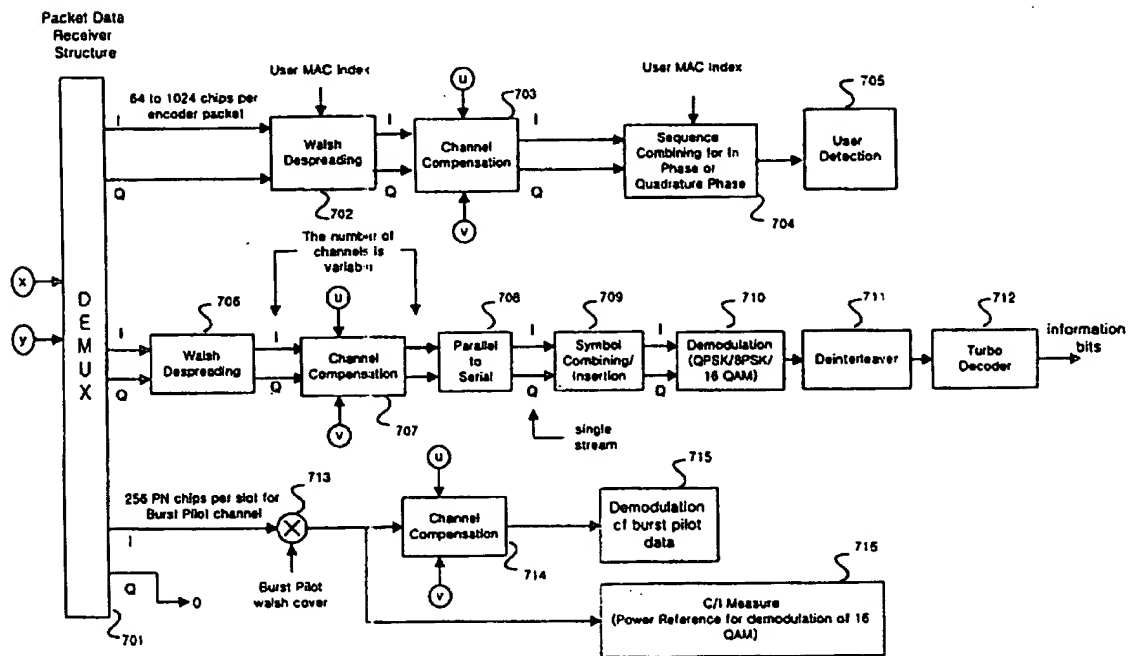 Packet Data
Receiver
Structure
User MAC Index
64 to 1024 chips per
encoder packet
I
Q
Walsh
Despreading
702
I
Q
u
703
Channel
Compensation
v
I
Q
User MAC Index
Sequence
Combining for In
Phase or
Quadrature Phase
704
705
User
Detection
The number of
channels is
x
y
DEMUX
I
Q
706
Walsh
Despreading
I
Q
u
Channel
Compensation
v
707
708
Parallel
to
Serial
I
Q
single
stream
709
Symbol
Combining/
Insertion
I
Q
710
Demodulation
(QPSK/8PSK/
16 QAM)
711
Deinterleaver
712
Turbo
Decoder
information
bits
256 PN chips per slot for
Burst Pilot channel
I
Q
0
701
713
Burst Pilot
walsh cover
u
Channel
Compensation
v
714
715
Demodulation
of burst pilot
data
715
C/I Measure
(Power Reference for demodulation of 16
QAM)